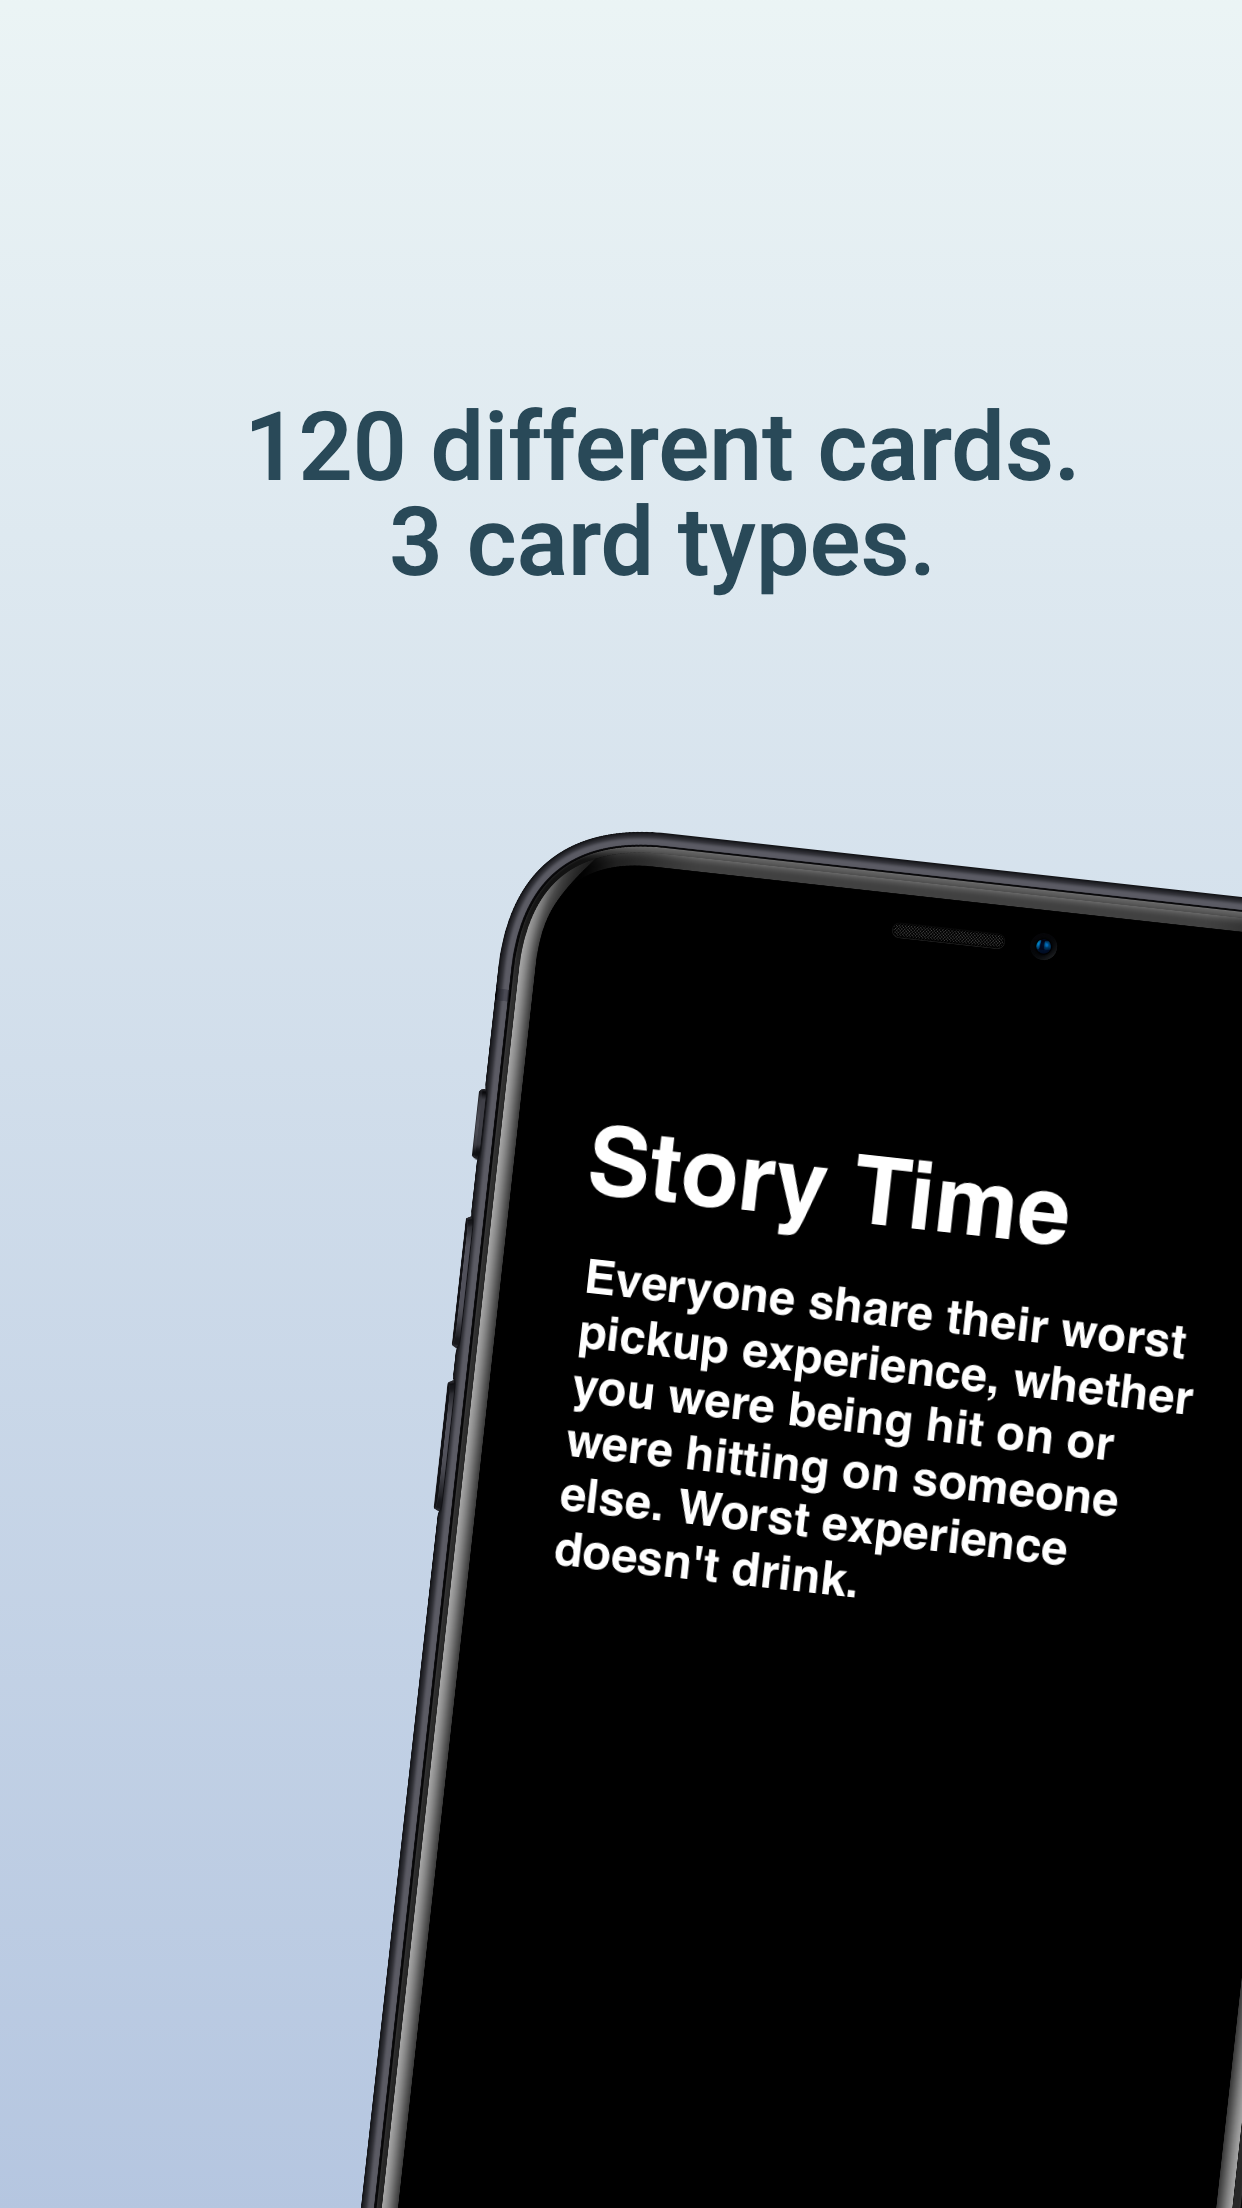 120 different cards.
3 card types.
Story Time
Everyone share their worst
pickup experience, whether
you were being hit on or
were hitting on someone
else. Worst experience
doesn't drink.